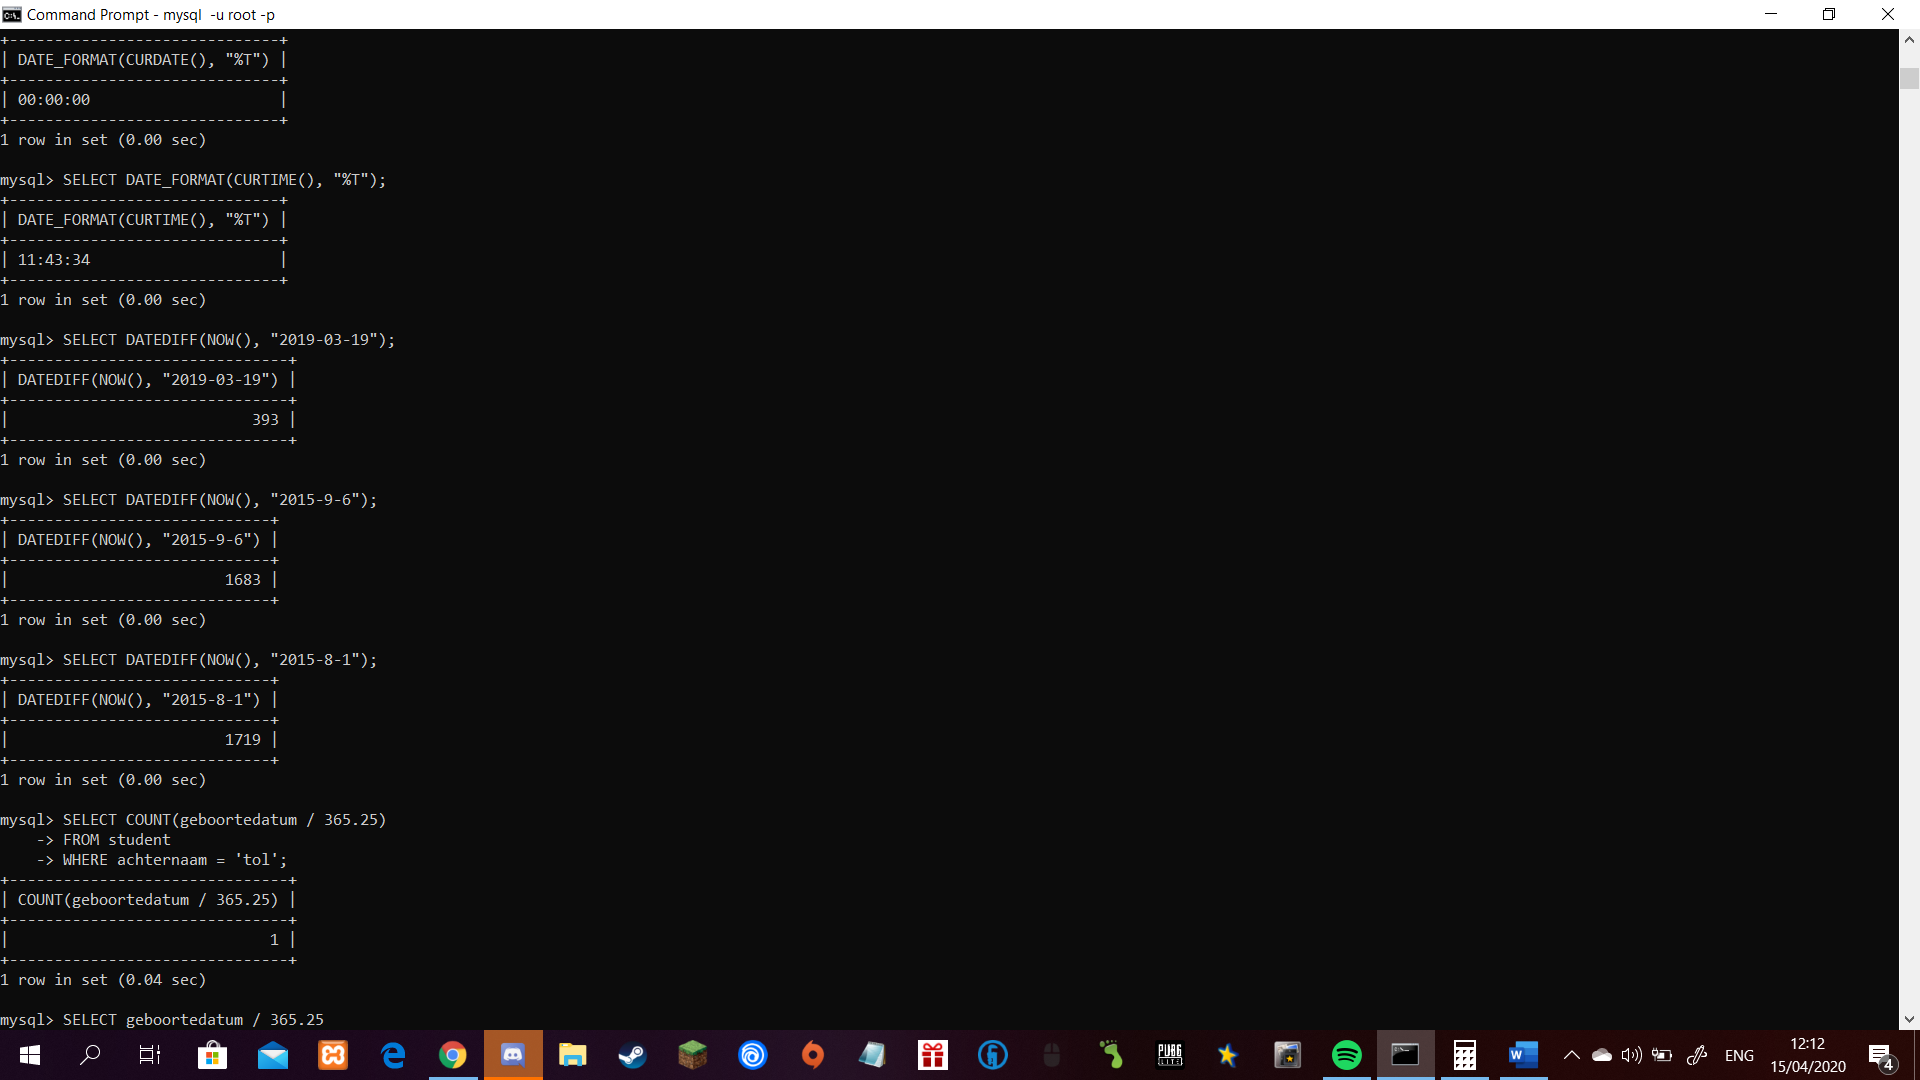 Command Prompt - mysql  -u root -p
+------------------------------+
| DATE_FORMAT(CURDATE(), "%T") |
+------------------------------+
| 00:00:00                     |
+------------------------------+
1 row in set (0.00 sec)
mysql> SELECT DATE_FORMAT(CURTIME(), "%T");
+------------------------------+
| DATE_FORMAT(CURTIME(), "%T") |
+------------------------------+
| 11:43:34                     |
+------------------------------+
1 row in set (0.00 sec)
mysql> SELECT DATEDIFF(NOW(), "2019-03-19");
+-------------------------------+
| DATEDIFF(NOW(), "2019-03-19") |
+-------------------------------+
|                           393 |
+-------------------------------+
1 row in set (0.00 sec)
mysql> SELECT DATEDIFF(NOW(), "2015-9-6");
+-----------------------------+
| DATEDIFF(NOW(), "2015-9-6") |
+-----------------------------+
|                        1683 |
+-----------------------------+
1 row in set (0.00 sec)
mysql> SELECT DATEDIFF(NOW(), "2015-8-1");
+-----------------------------+
| DATEDIFF(NOW(), "2015-8-1") |
+-----------------------------+
|                        1719 |
+-----------------------------+
1 row in set (0.00 sec)
mysql> SELECT COUNT(geboortedatum / 365.25)
    -> FROM student
    -> WHERE achternaam = 'tol';
+-------------------------------+
| COUNT(geboortedatum / 365.25) |
+-------------------------------+
|                             1 |
+-------------------------------+
1 row in set (0.04 sec)
mysql> SELECT geboortedatum / 365.25
PUBG
LITE
ENG
12:12
15/04/2020
4